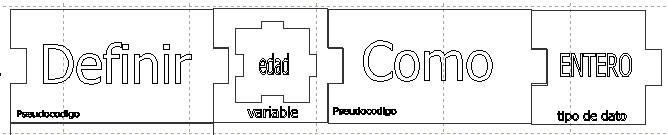 Definir edad Como ENTERO
Pseudocodigo variable Pseudocodigo tipo de dato